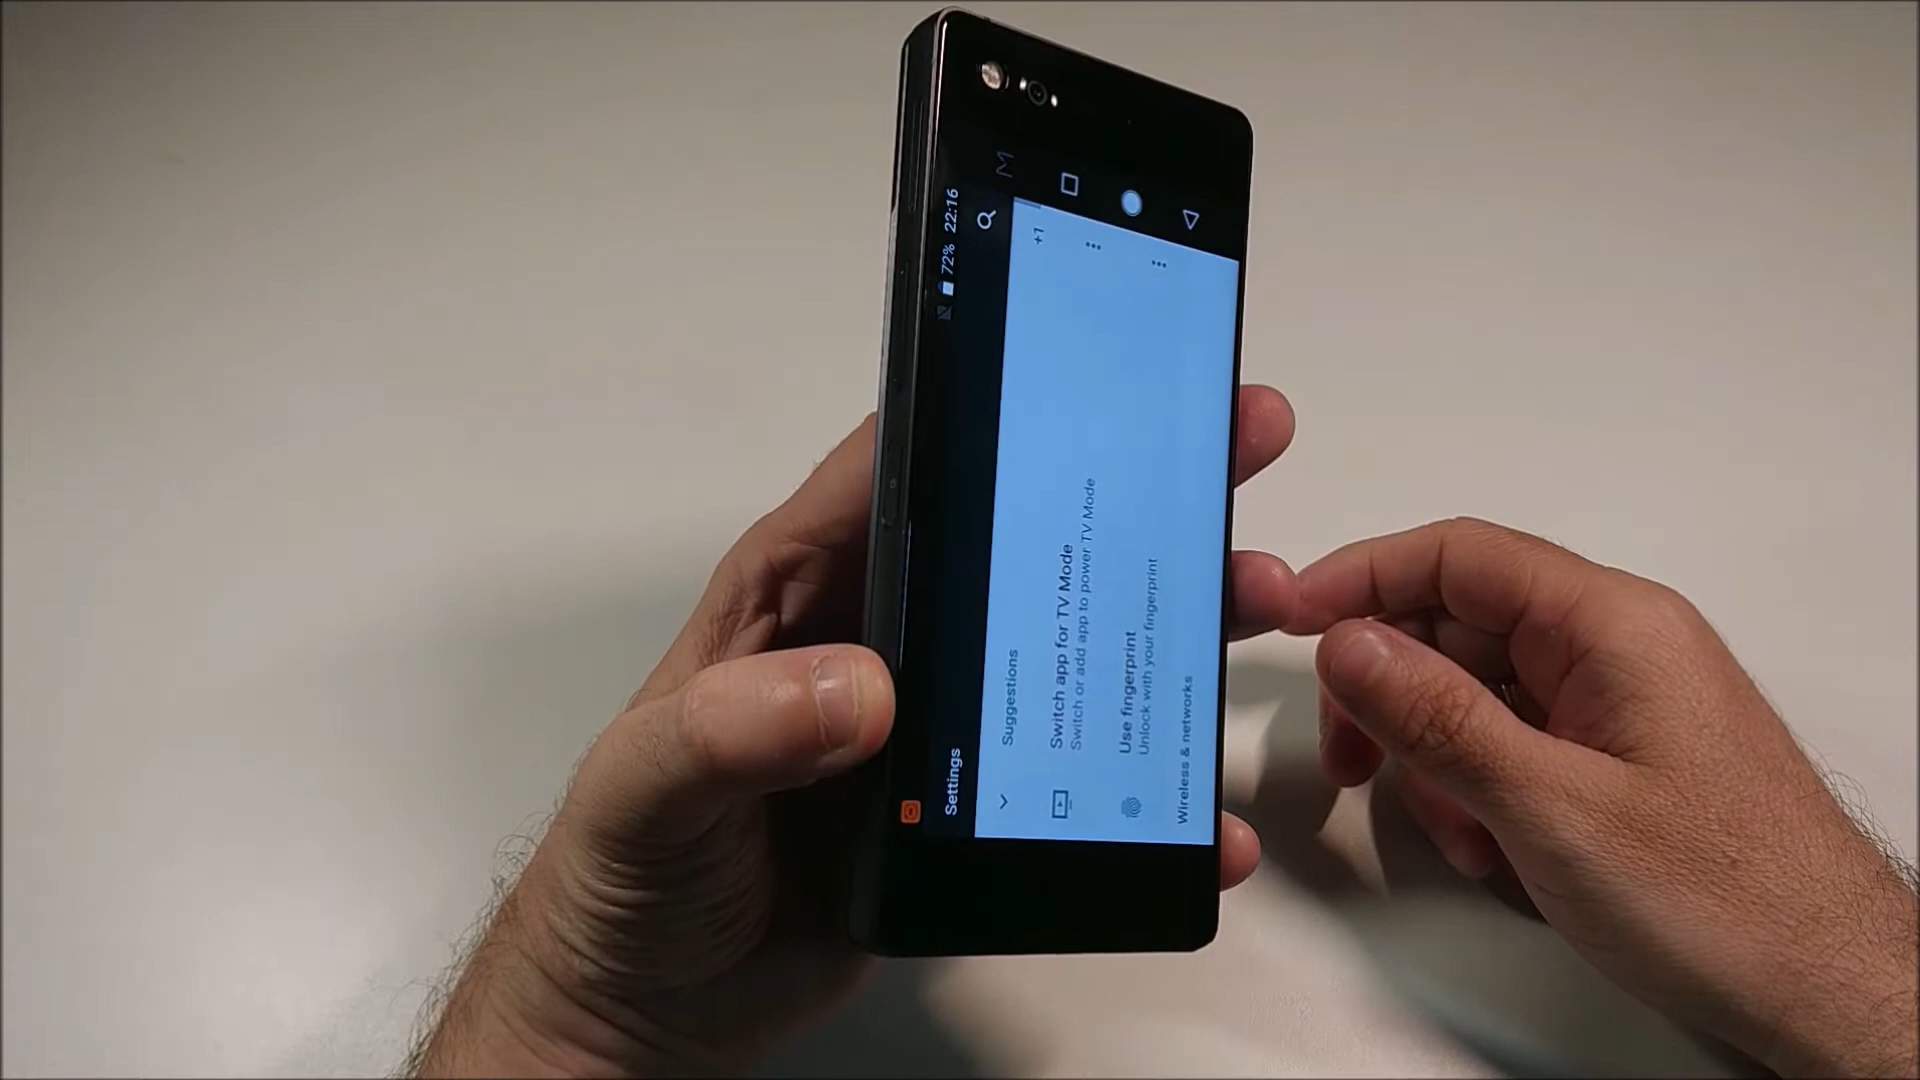 72% 22:16
Settings
Suggestions
+1
Switch app for TV Mode
Switch or add app to power TV Mode
Use fingerprint
Unlock with your fingerprint
Wireless & networks